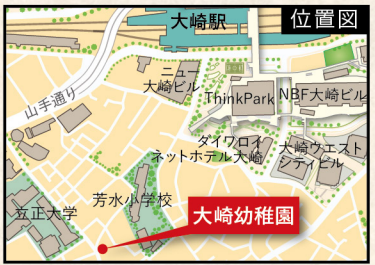 位置図
大崎駅
ニュー
大崎ビル
ThinkPark
NBF大崎ビル
山手通り
ダイワロイ
ネットホテル大崎
大崎ウエスト
シティビル
芳水小学校
立正大学
大崎幼稚園